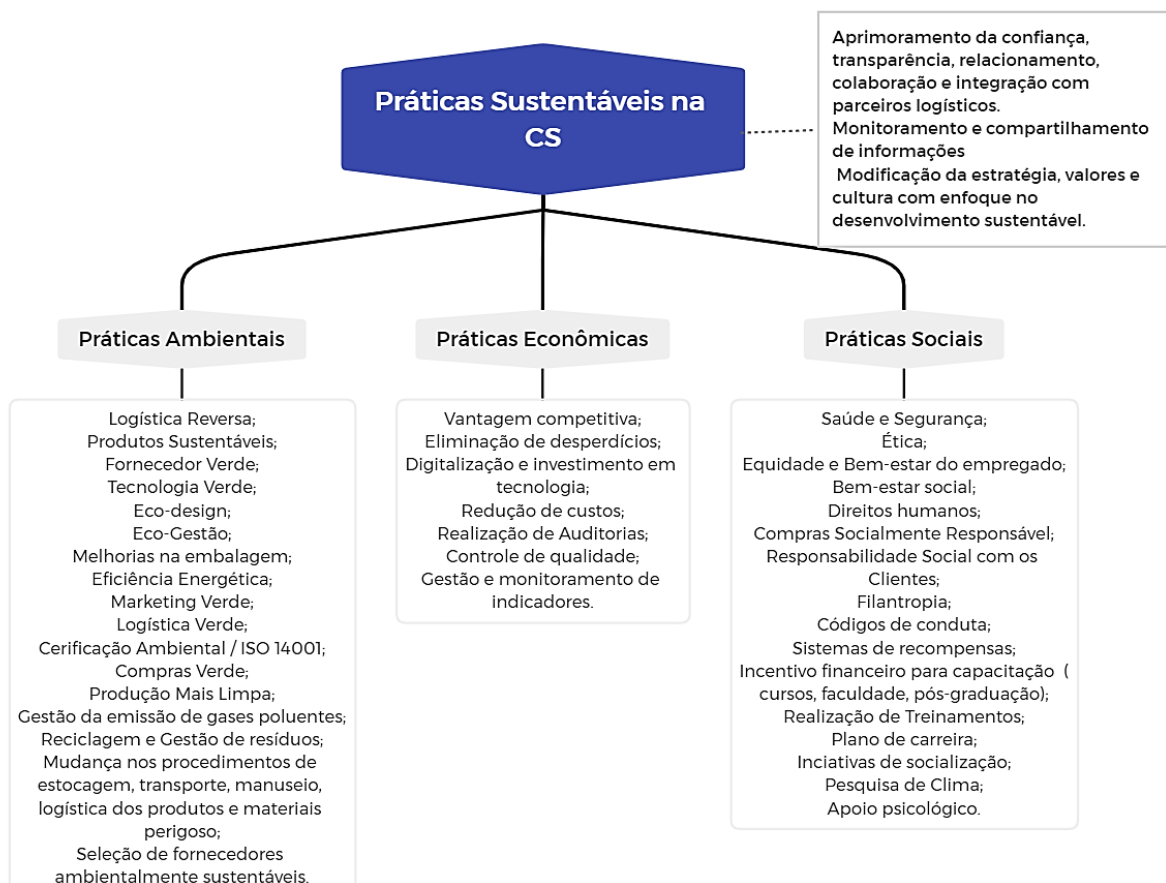 Práticas Sustentáveis na
CS
Aprimoramento da confiança,
transparência, relacionamento,
colaboração e integração com
parceiros logísticos.
Monitoramento e compartilhamento
de informações
Modificação da estratégia, valores e
cultura com enfoque no
desenvolvimento sustentável.
Práticas Ambientais
Logística Reversa;
Produtos Sustentáveis;
Fornecedor Verde;
Tecnologia Verde;
Eco-design;
Eco-Gestão;
Melhorias na embalagem;
Eficiência Energética;
Marketing Verde;
Logística Verde;
Cerificação Ambiental / ISO 14001;
Compras Verde;
Produção Mais Limpa;
Gestão da emissão de gases poluentes;
Reciclagem e Gestão de resíduos;
Mudança nos procedimentos de
estocagem, transporte, manuseio,
logística dos produtos e materiais
perigoso;
Seleção de fornecedores
ambientalmente sustentáveis.
Práticas Econômicas
Vantagem competitiva;
Eliminação de desperdícios;
Digitalização e investimento em
tecnologia;
Redução de custos;
Realização de Auditorias;
Controle de qualidade;
Gestão e monitoramento de
indicadores.
Práticas Sociais
Saúde e Segurança;
Ética;
Equidade e Bem-estar do empregado;
Bem-estar social;
Direitos humanos;
Compras Socialmente Responsável;
Responsabilidade Social com os
Clientes;
Filantropia;
Códigos de conduta;
Sistemas de recompensas;
Incentivo financeiro para capacitação (
cursos, faculdade, pós-graduação);
Realização de Treinamentos;
Plano de carreira;
Inciativas de socialização;
Pesquisa de Clima;
Apoio psicológico.